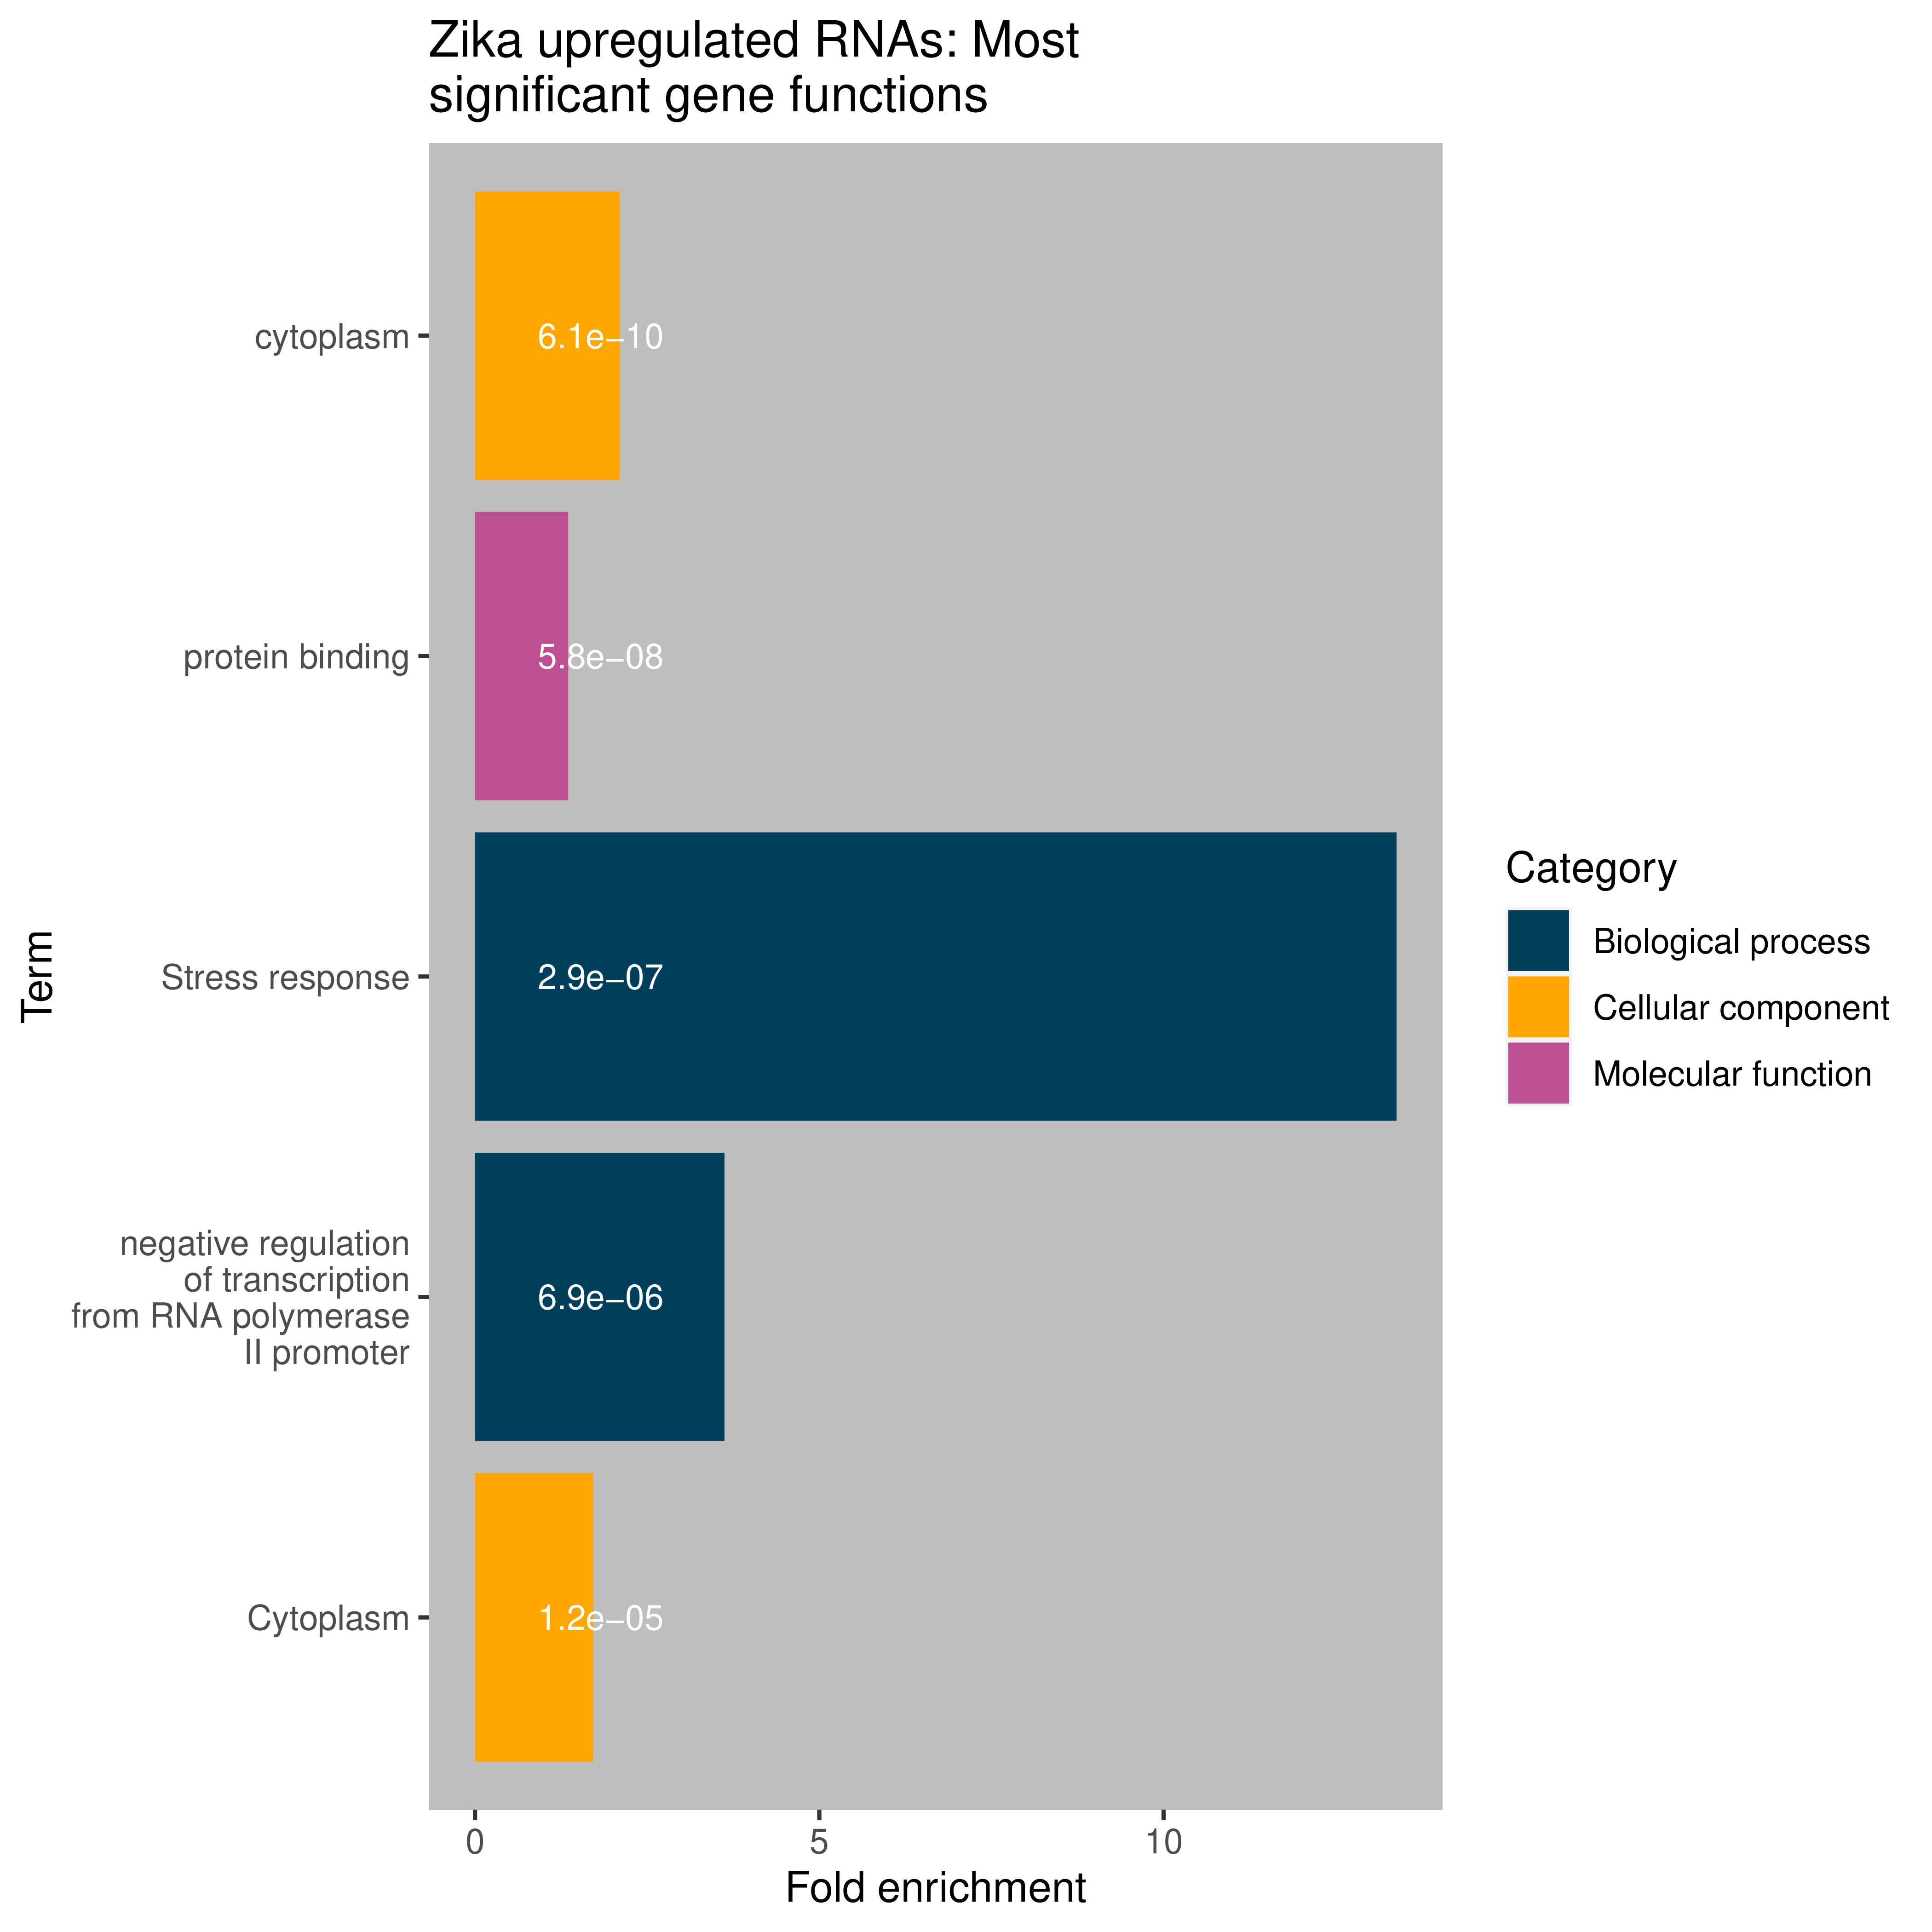 Zika upregulated RNAs: Most
significant gene functions
Term
cytoplasm
6.1e−10
protein binding
5.8e−08
Stress response
2.9e−07
negative regulation
of transcription
from RNA polymerase
II promoter
6.9e−06
Cytoplasm
1.2e−05
0
5
10
Fold enrichment
Category
Biological process
Cellular component
Molecular function